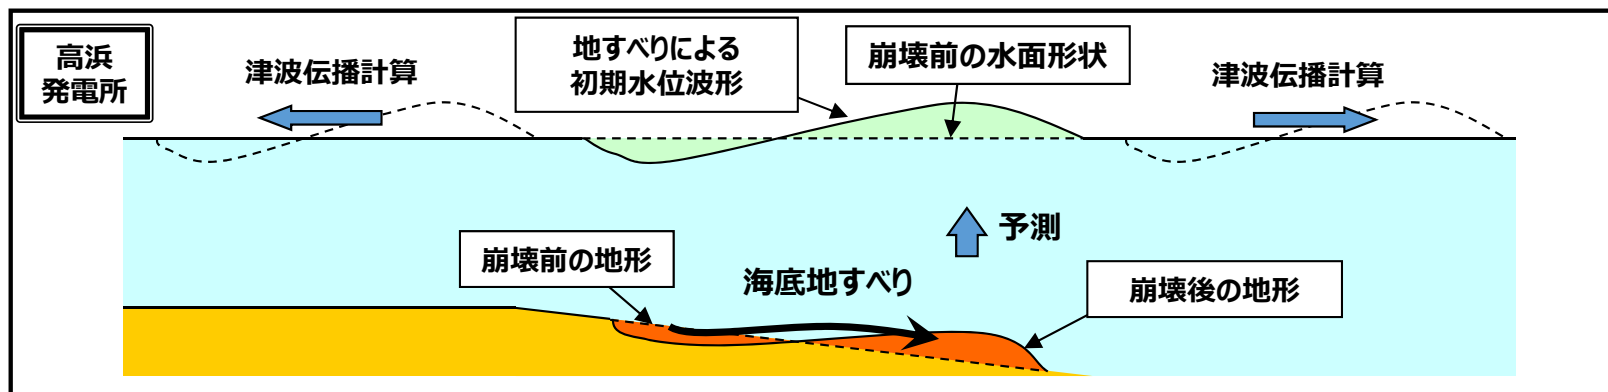 高浜
発電所
津波伝播計算
地すべりによる
初期水位波形
崩壊前の水面形状
津波伝播計算
予測
崩壊前の地形
海底地すべり
崩壊後の地形